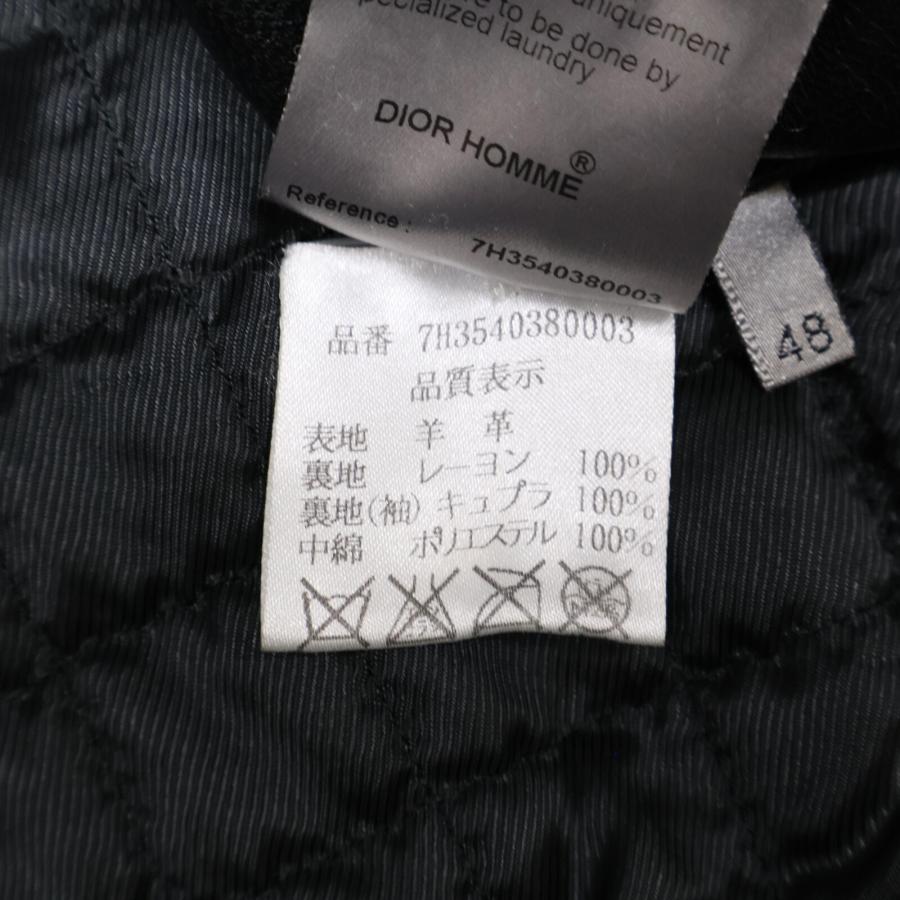 uniquement
to be done by
specialized laundry
DIOR HOMME®
Reference :
7H3540380003
48
品番 7H3540380003
品質表示
表地 羊 革
裏地 レーヨン 100%
裏地(袖) キュプラ 100%
中綿 ポリエステル 100%